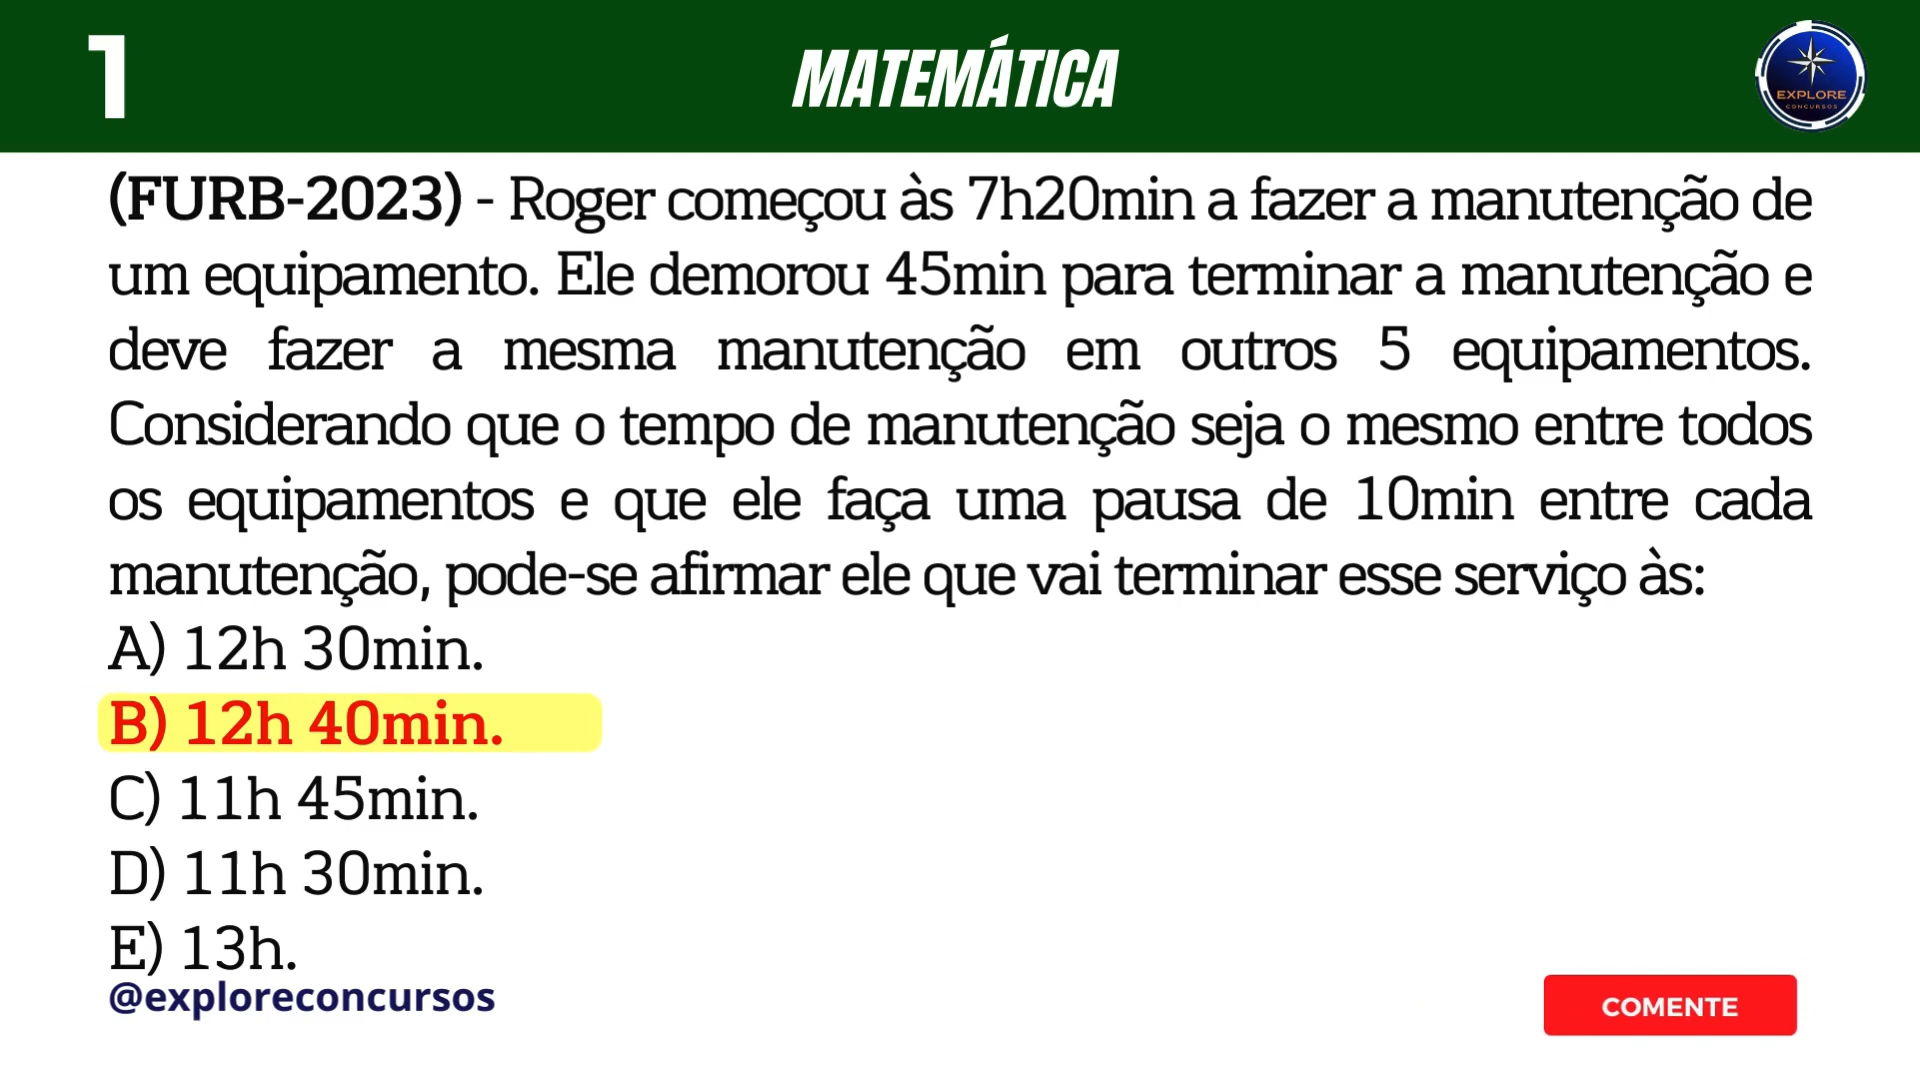 1
MATEMÁTICA
EXPLORE
CONCURSOS
(FURB-2023) - Roger começou às 7h20min a fazer a manutenção de
um equipamento. Ele demorou 45min para terminar a manutenção e
deve fazer a mesma manutenção em outros 5 equipamentos.
Considerando que o tempo de manutenção seja o mesmo entre todos
os equipamentos e que ele faça uma pausa de 10min entre cada
manutenção, pode-se afirmar ele que vai terminar esse serviço às:
A) 12h 30min.
B) 12h 40min.
C) 11h 45min.
D) 11h 30min.
E) 13h.
@exploreconcursos
COMENTE